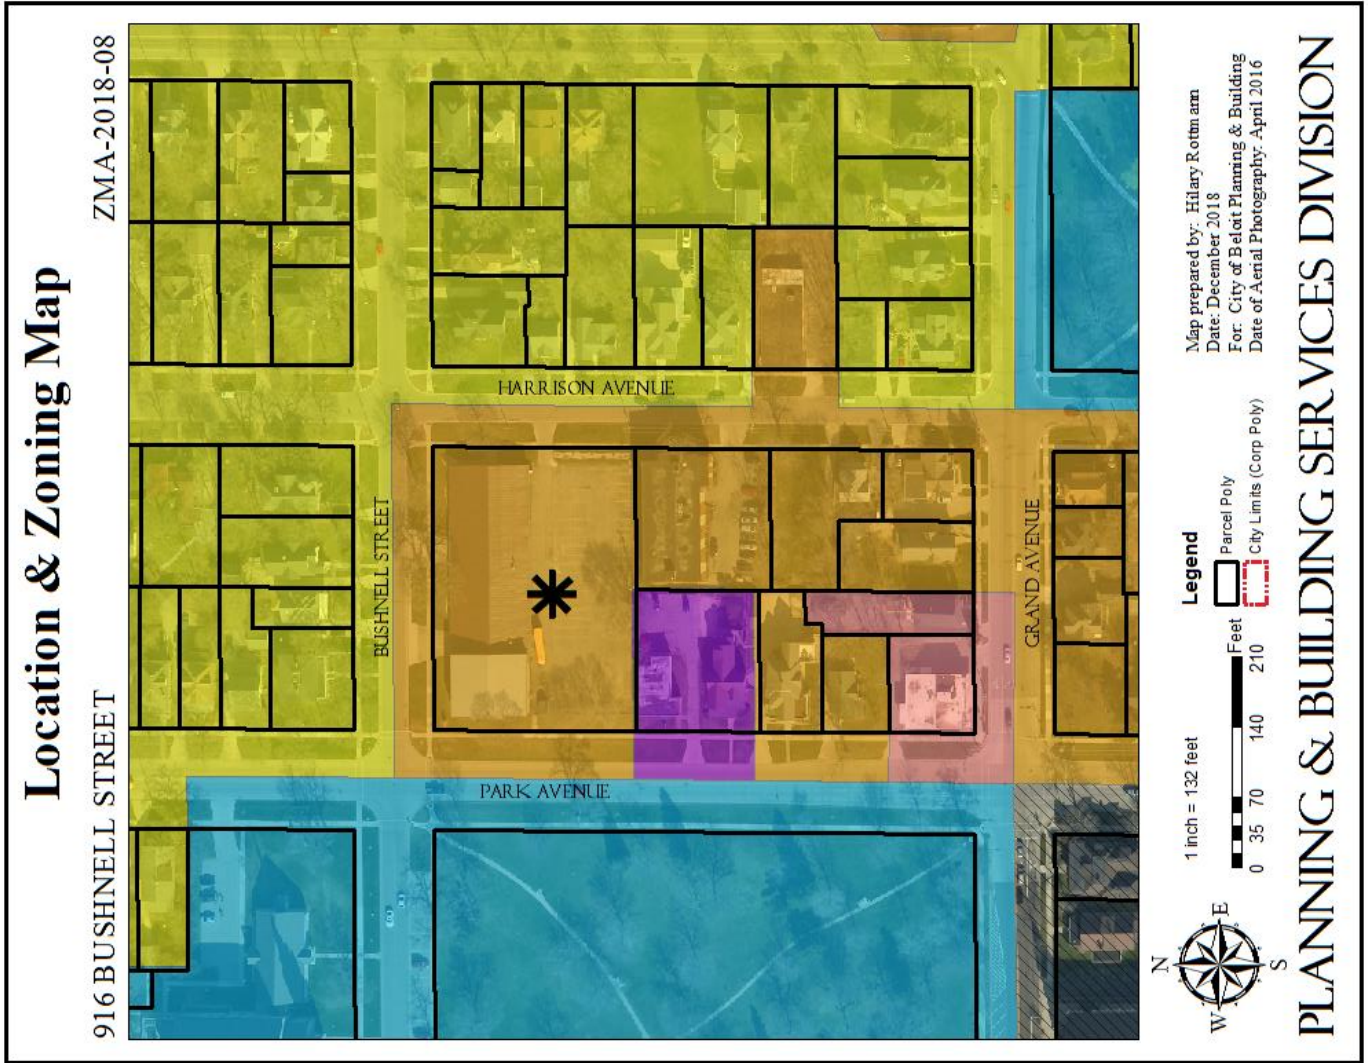 Location & Zoning Map
916 BUSHNELL STREET
ZMA-2018-08
HARRISON AVENUE
BUSHNELL STREET
GRAND AVENUE
PARK AVENUE
N
W
E
S
1 inch = 132 feet
Feet
0 35 70 140 210
Legend
Parcel Poly
City Limits (Corp Poly)
Map prepared by: Hilary Rottmann
Date: December 2018
For: City of Beloit Planning & Building
Date of Aerial Photography: April 2016
PLANNING & BUILDING SERVICES DIVISION